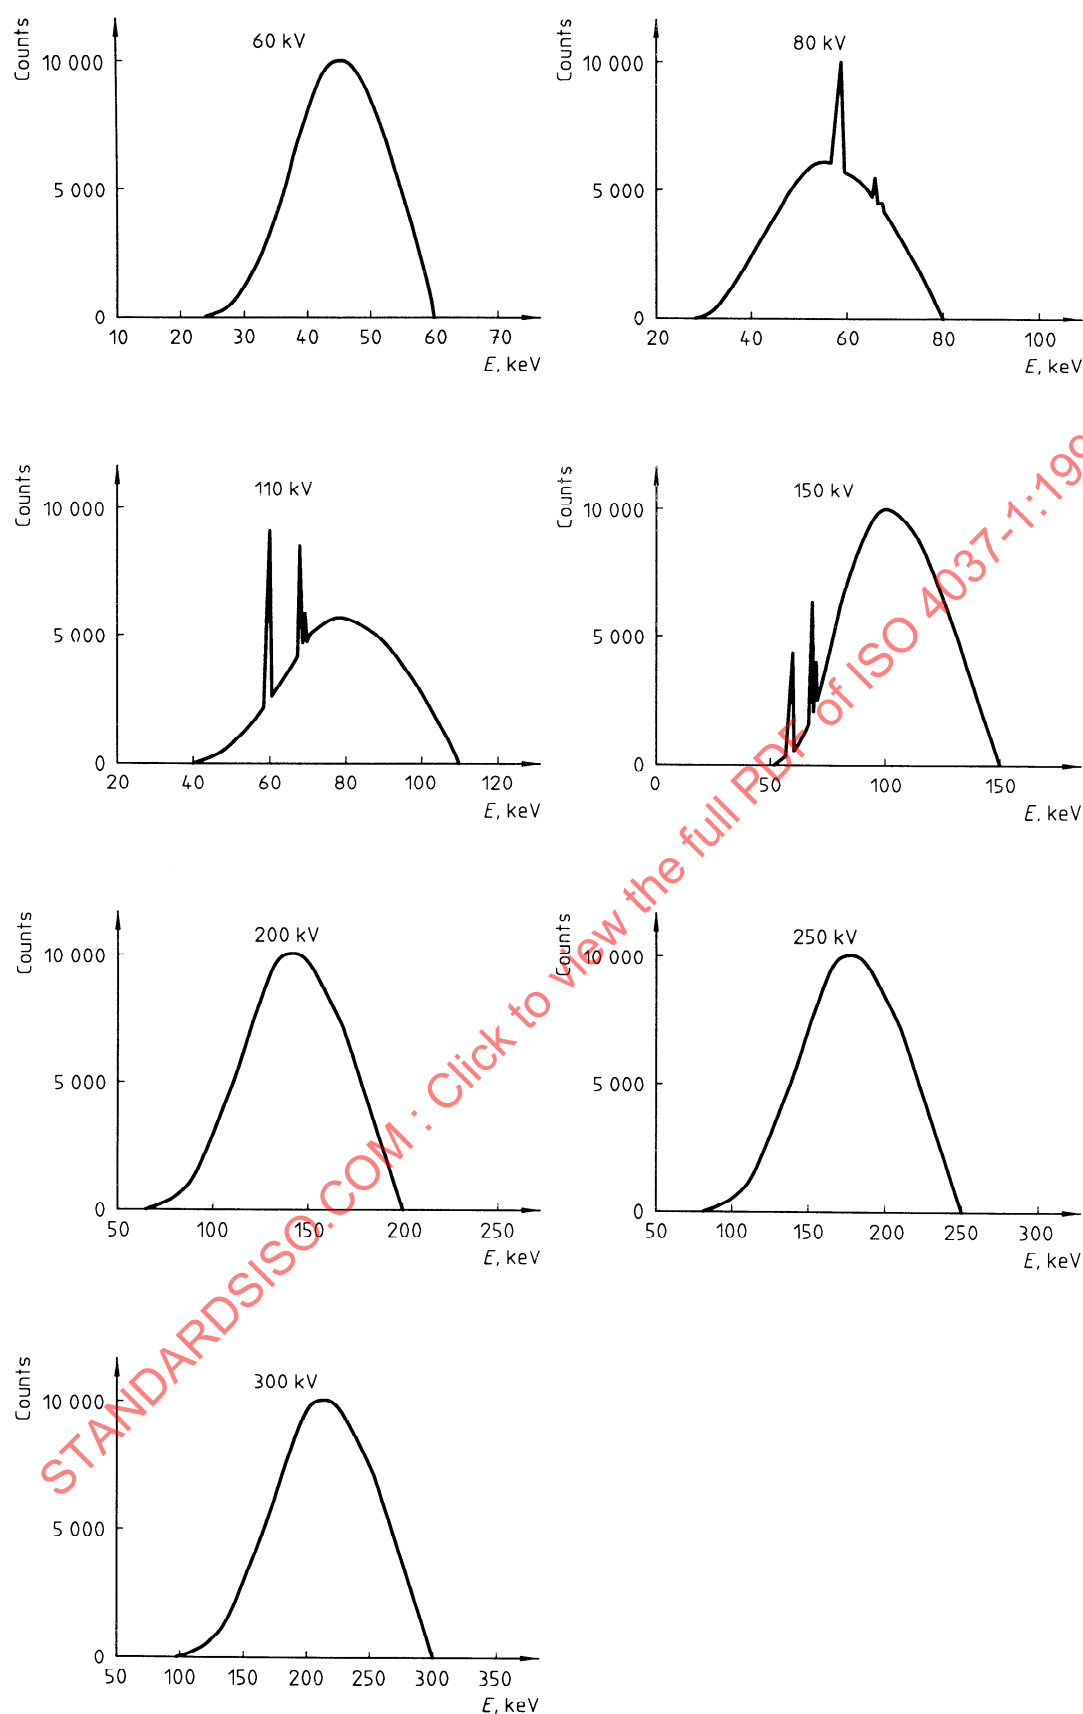 Counts
60 kV
10 000
5 000
0
10 20 30 40 50 60 70
E, keV
Counts
80 kV
10 000
5 000
0
20 40 60 80 100
E, keV
Counts
110 kV
10 000
5 000
0
20 40 60 80 100 120
E, keV
Counts
150 kV
10 000
5 000
0
0 50 100 150
E, keV
Counts
200 kV
10 000
5 000
0
50 100 150 200 250
E, keV
Counts
250 kV
10 000
5 000
0
50 100 150 200 250 300
E, keV
Counts
300 kV
10 000
5 000
0
50 100 150 200 250 300 350
E, keV
STANDARDSISO.COM : Click to view the full PDF of ISO 4037-1:199